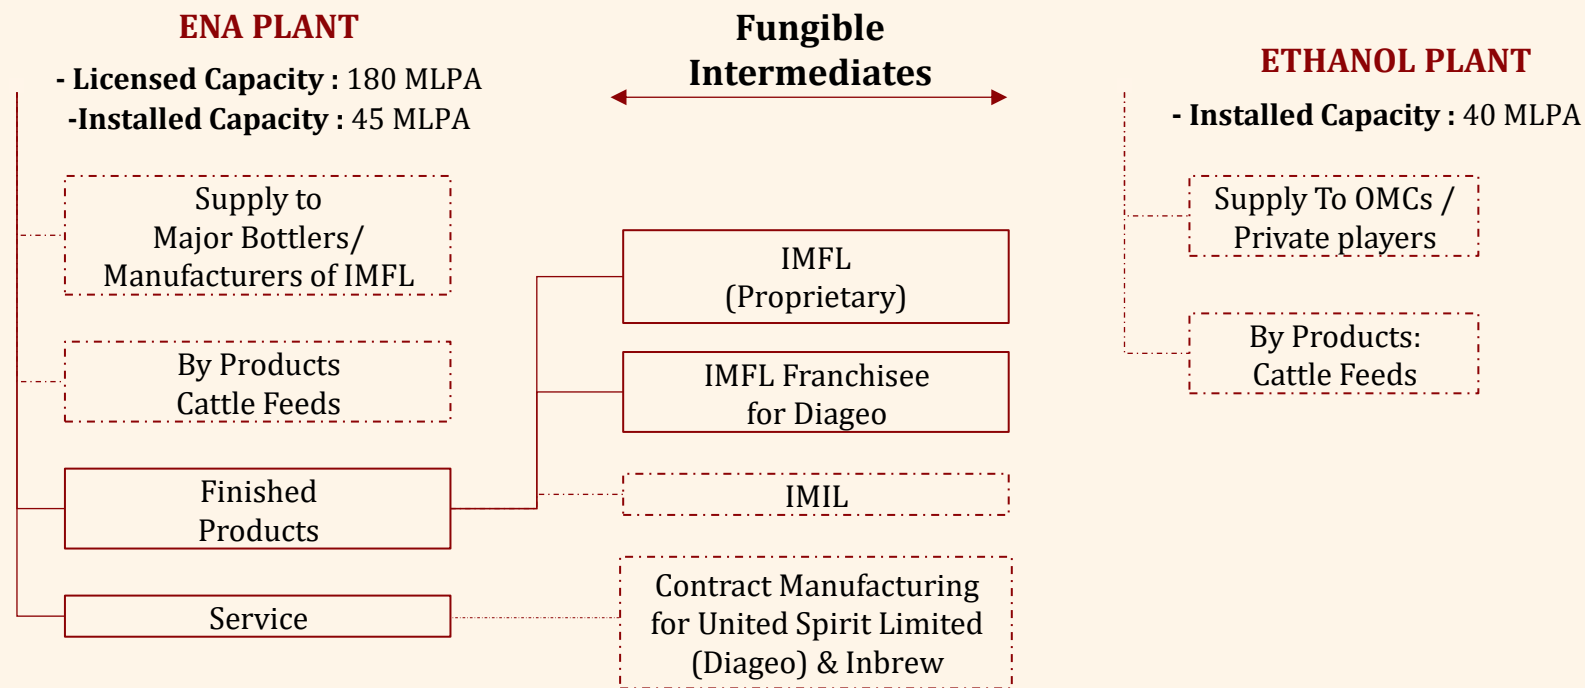 ENA PLANT
- Licensed Capacity : 180 MLPA
-Installed Capacity : 45 MLPA
Supply to
Major Bottlers/
Manufacturers of IMFL
By Products
Cattle Feeds
Finished
Products
Service
Fungible
Intermediates
IMFL
(Proprietary)
IMFL Franchisee
for Diageo
IMIL
Contract Manufacturing
for United Spirit Limited
(Diageo) & Inbrew
ETHANOL PLANT
- Installed Capacity : 40 MLPA
Supply To OMCs /
Private players
By Products:
Cattle Feeds